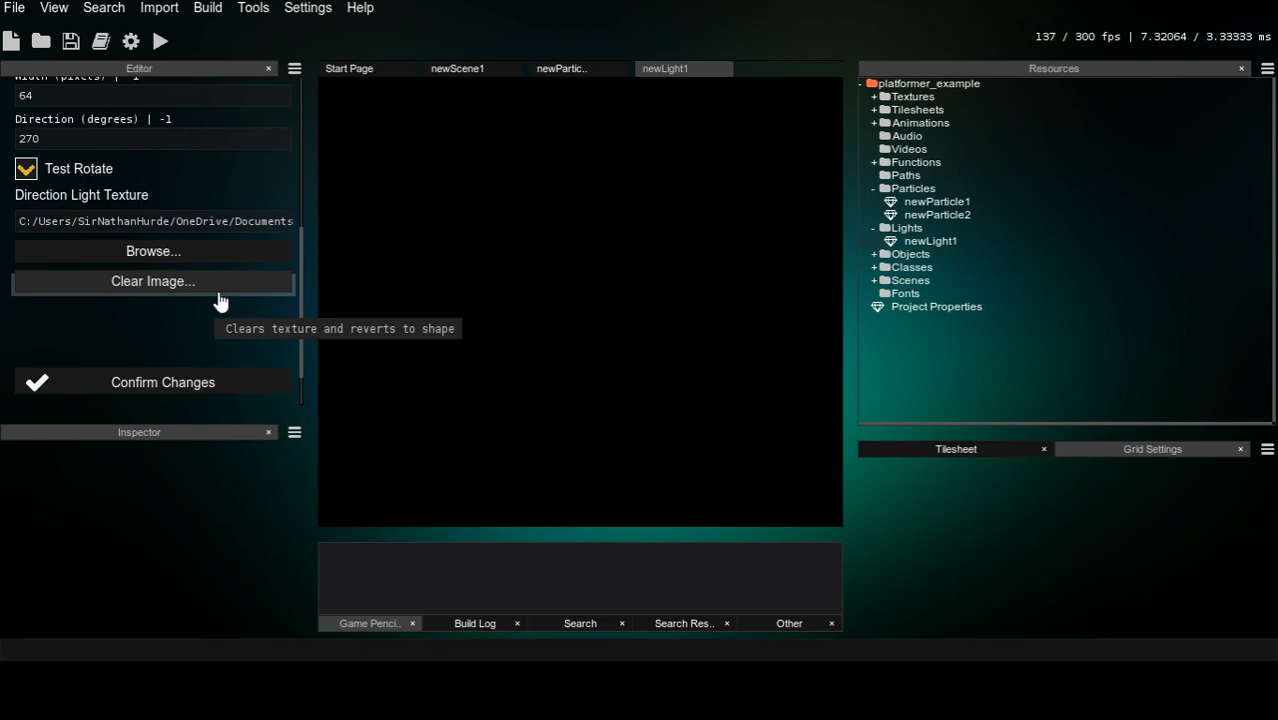 File View Search Import Build Tools Settings Help
137 / 300 fps | 7.32064 / 3.33333 ms
Editor ×
Start Page newScene1 newPartic.. newLight1
Resources ×
Width (pixels) | -1
64
Direction (degrees) | -1
270
Test Rotate
Direction Light Texture
C:/Users/SirNathanHurde/OneDrive/Documents
Browse...
Clear Image...
Clears texture and reverts to shape
Confirm Changes
Inspector ×
- platformer_example
+ Textures
+ Tilesheets
+ Animations
Audio
Videos
+ Functions
Paths
- Particles
newParticle1
newParticle2
- Lights
newLight1
+ Objects
+ Classes
+ Scenes
Fonts
Project Properties
Tilesheet × Grid Settings ×
Game Penci.. × Build Log × Search × Search Res.. × Other ×